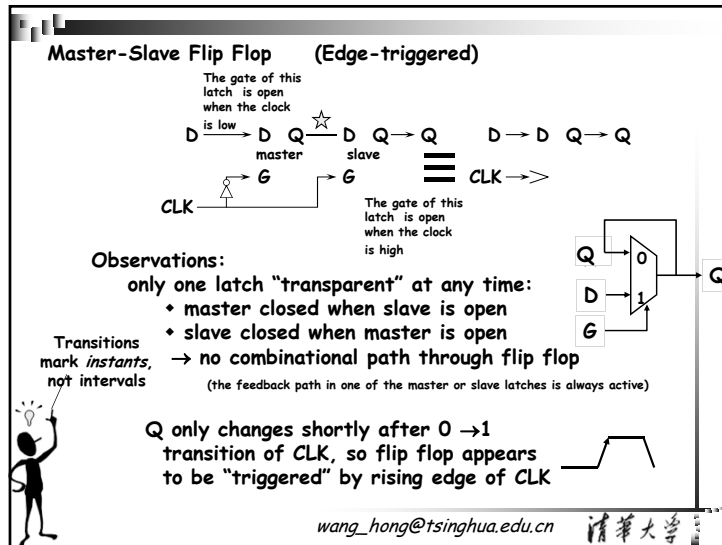 Master-Slave Flip Flop (Edge-triggered)
The gate of this
latch is open
when the clock
is low
D D Q ☆ D Q Q D D Q Q
master slave
G G CLK
CLK
The gate of this
latch is open
when the clock
is high
Q 0 Q
D 1
G
Observations:
only one latch “transparent” at any time:
◆ master closed when slave is open
◆ slave closed when master is open
→ no combinational path through flip flop
(the feedback path in one of the master or slave latches is always active)
Transitions
mark instants,
not intervals
Q only changes shortly after 0 →1
transition of CLK, so flip flop appears
to be “triggered” by rising edge of CLK
wang_hong@tsinghua.edu.cn 清華大学